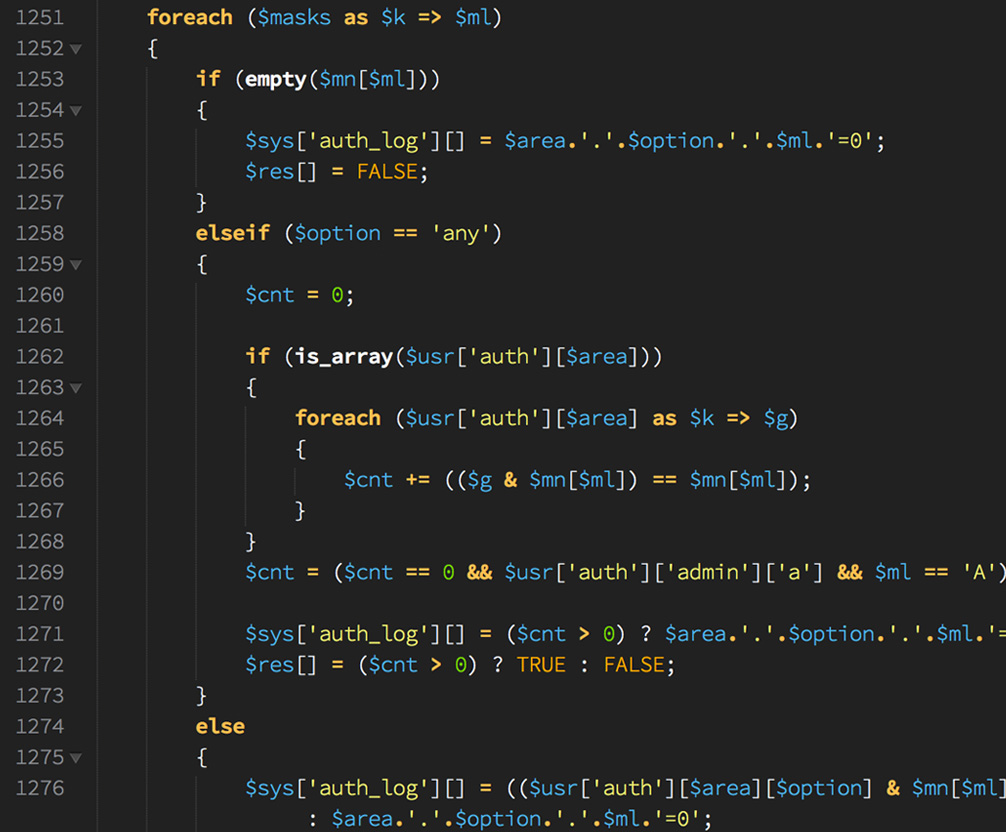 1251 foreach ($masks as $k => $ml)
1252 {
1253 if (empty($mn[$ml]))
1254 {
1255 $sys['auth_log'][] = $area.'.'.$option.'.'.$ml.'=0';
1256 $res[] = FALSE;
1257 }
1258 elseif ($option == 'any')
1259 {
1260 $cnt = 0;
1261
1262 if (is_array($usr['auth'][$area]))
1263 {
1264 foreach ($usr['auth'][$area] as $k => $g)
1265 {
1266 $cnt += (($g & $mn[$ml]) == $mn[$ml]);
1267 }
1268 }
1269 $cnt = ($cnt == 0 && $usr['auth']['admin']['a'] && $ml == 'A')
1270
1271 $sys['auth_log'][] = ($cnt > 0) ? $area.'.'.$option.'.'.$ml.'=
1272 $res[] = ($cnt > 0) ? TRUE : FALSE;
1273 }
1274 else
1275 {
1276 $sys['auth_log'][] = (($usr['auth'][$area][$option] & $mn[$ml]
: $area.'.'.$option.'.'.$ml.'=0';